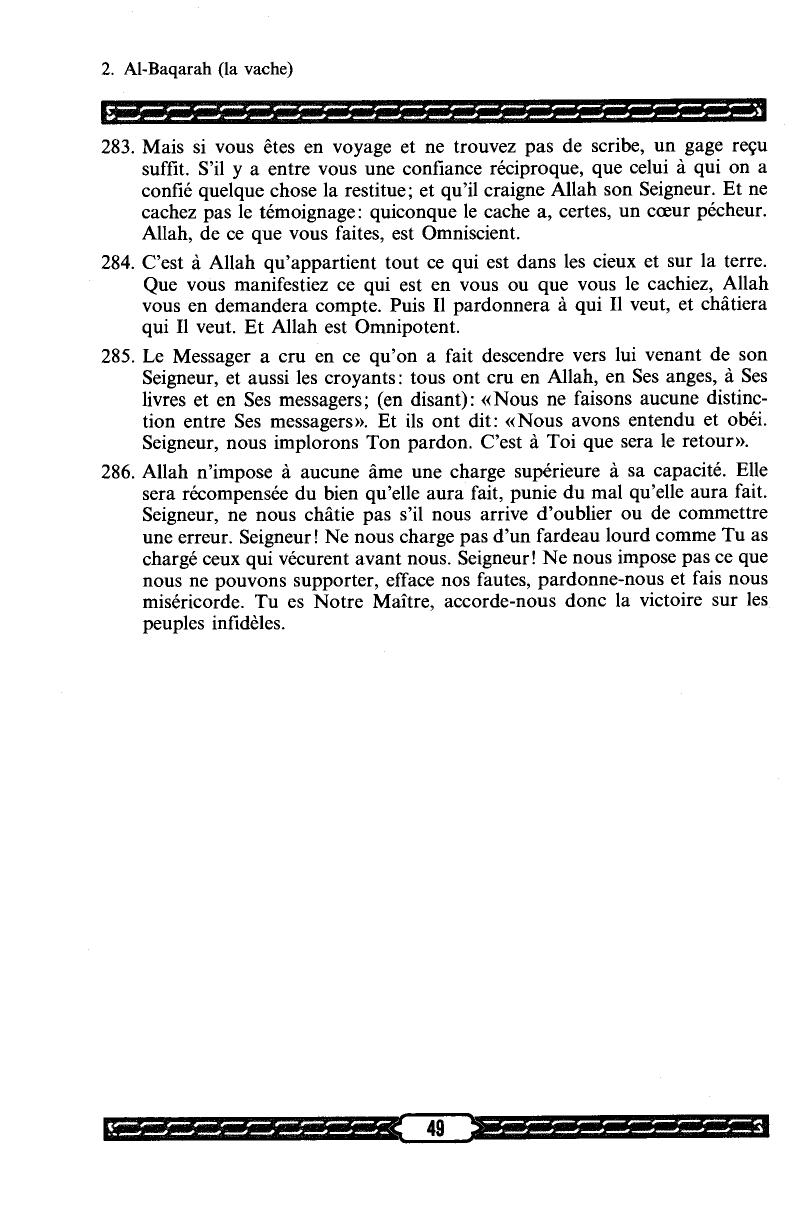 2. Al-Baqarah (la vache)
283. Mais si vous êtes en voyage et ne trouvez pas de scribe, un gage reçu
suffit. S'il y a entre vous une confiance réciproque, que celui à qui on a
confié quelque chose la restitue; et qu'il craigne Allah son Seigneur. Et ne
cachez pas le témoignage: quiconque le cache a, certes, un cœur pécheur.
Allah, de ce que vous faites, est Omniscient.
284. C'est à Allah qu'appartient tout ce qui est dans les cieux et sur la terre.
Que vous manifestiez ce qui est en vous ou que vous le cachiez, Allah
vous en demandera compte. Puis Il pardonnera à qui Il veut, et châtiera
qui Il veut. Et Allah est Omnipotent.
285. Le Messager a cru en ce qu'on a fait descendre vers lui venant de son
Seigneur, et aussi les croyants: tous ont cru en Allah, en Ses anges, à Ses
livres et en Ses messagers; (en disant): «Nous ne faisons aucune distinc-
tion entre Ses messagers». Et ils ont dit: «Nous avons entendu et obéi.
Seigneur, nous implorons Ton pardon. C'est à Toi que sera le retour».
286. Allah n'impose à aucune âme une charge supérieure à sa capacité. Elle
sera récompensée du bien qu'elle aura fait, punie du mal qu'elle aura fait.
Seigneur, ne nous châtie pas s'il nous arrive d'oublier ou de commettre
une erreur. Seigneur! Ne nous charge pas d'un fardeau lourd comme Tu as
chargé ceux qui vécurent avant nous. Seigneur! Ne nous impose pas ce que
nous ne pouvons supporter, efface nos fautes, pardonne-nous et fais nous
miséricorde. Tu es Notre Maître, accorde-nous donc la victoire sur les
peuples infidèles.
49